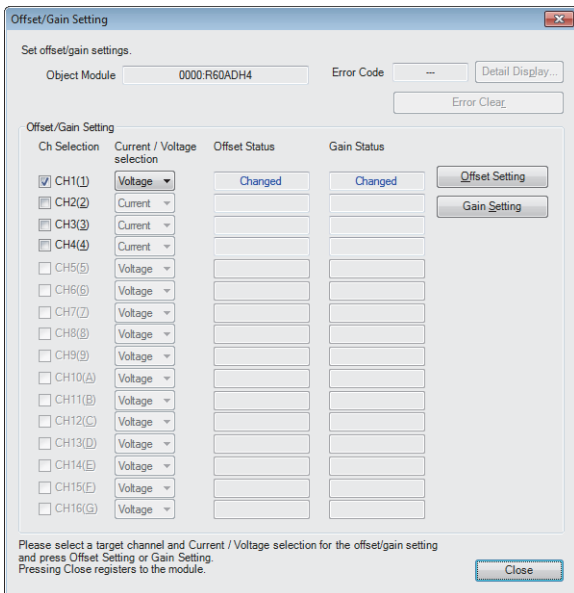 Offset/Gain Setting
Set offset/gain settings.
Object Module 0000:R60ADH4 Error Code --- Detail Display...
Error Clear
Offset/Gain Setting
Ch Selection Current / Voltage selection Offset Status Gain Status
CH1(1) Voltage Changed Changed Offset Setting
CH2(2) Current Gain Setting
CH3(3) Current
CH4(4) Current
CH5(5) Voltage
CH6(6) Voltage
CH7(7) Voltage
CH8(8) Voltage
CH9(9) Voltage
CH10(A) Voltage
CH11(B) Voltage
CH12(C) Voltage
CH13(D) Voltage
CH14(E) Voltage
CH15(F) Voltage
CH16(G) Voltage
Please select a target channel and Current / Voltage selection for the offset/gain setting
and press Offset Setting or Gain Setting.
Pressing Close registers to the module.
Close